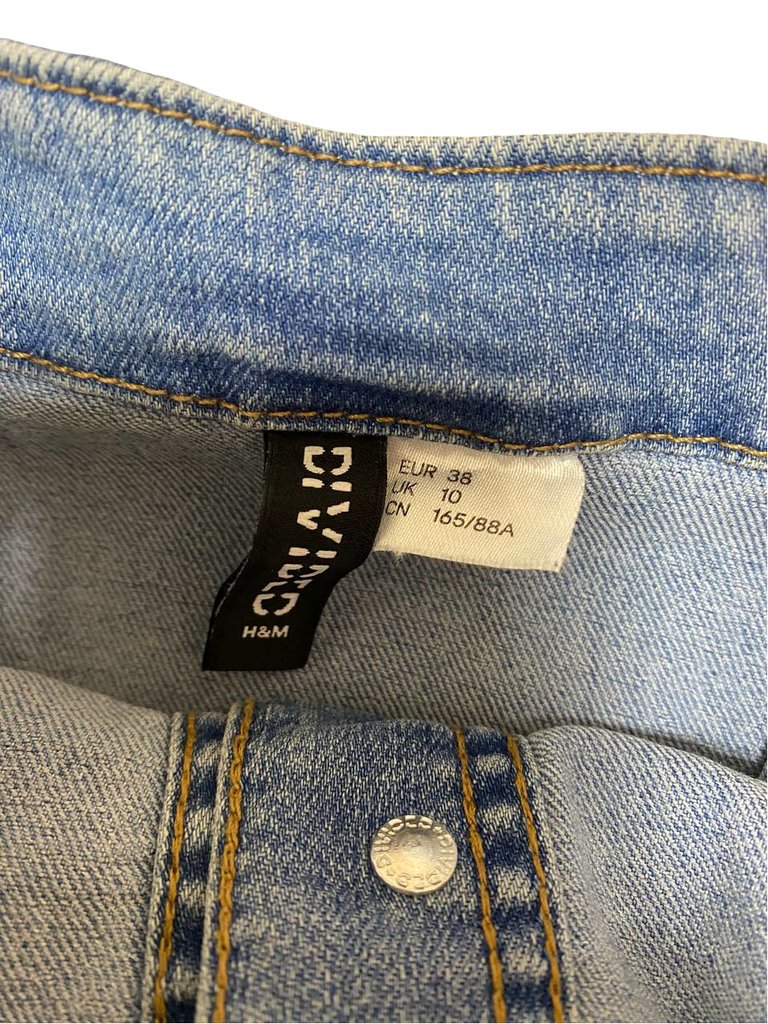 DIVIDED
H&M
EUR 38
UK 10
CN 165/88A